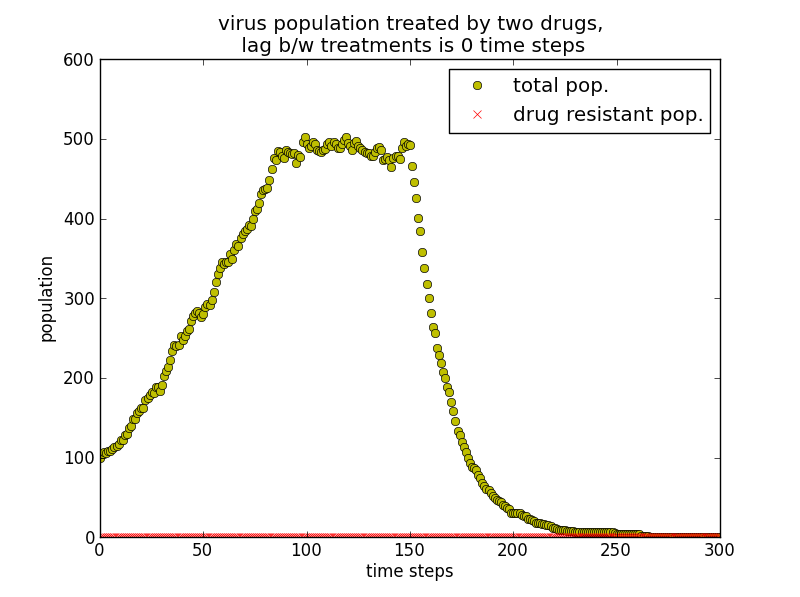 virus population treated by two drugs,
lag b/w treatments is 0 time steps
total pop.
drug resistant pop.
600
500
400
300
200
100
0
population
0 50 100 150 200 250 300
time steps